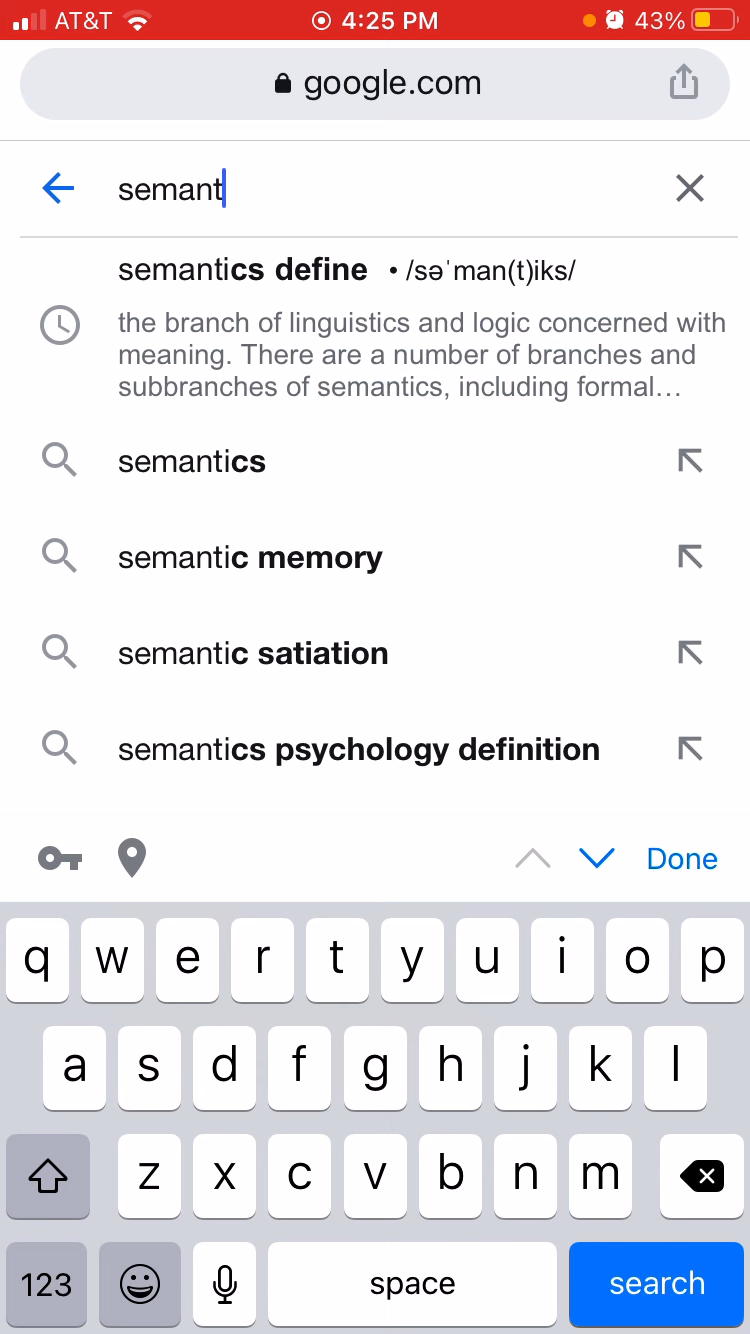 AT&T 4:25 PM 43%
google.com
semant
semantics define • /səˈman(t)iks/
the branch of linguistics and logic concerned with
meaning. There are a number of branches and
subbranches of semantics, including formal...
semantics
semantic memory
semantic satiation
semantics psychology definition
Done
q w e r t y u i o p
a s d f g h j k l
z x c v b n m
123 space search